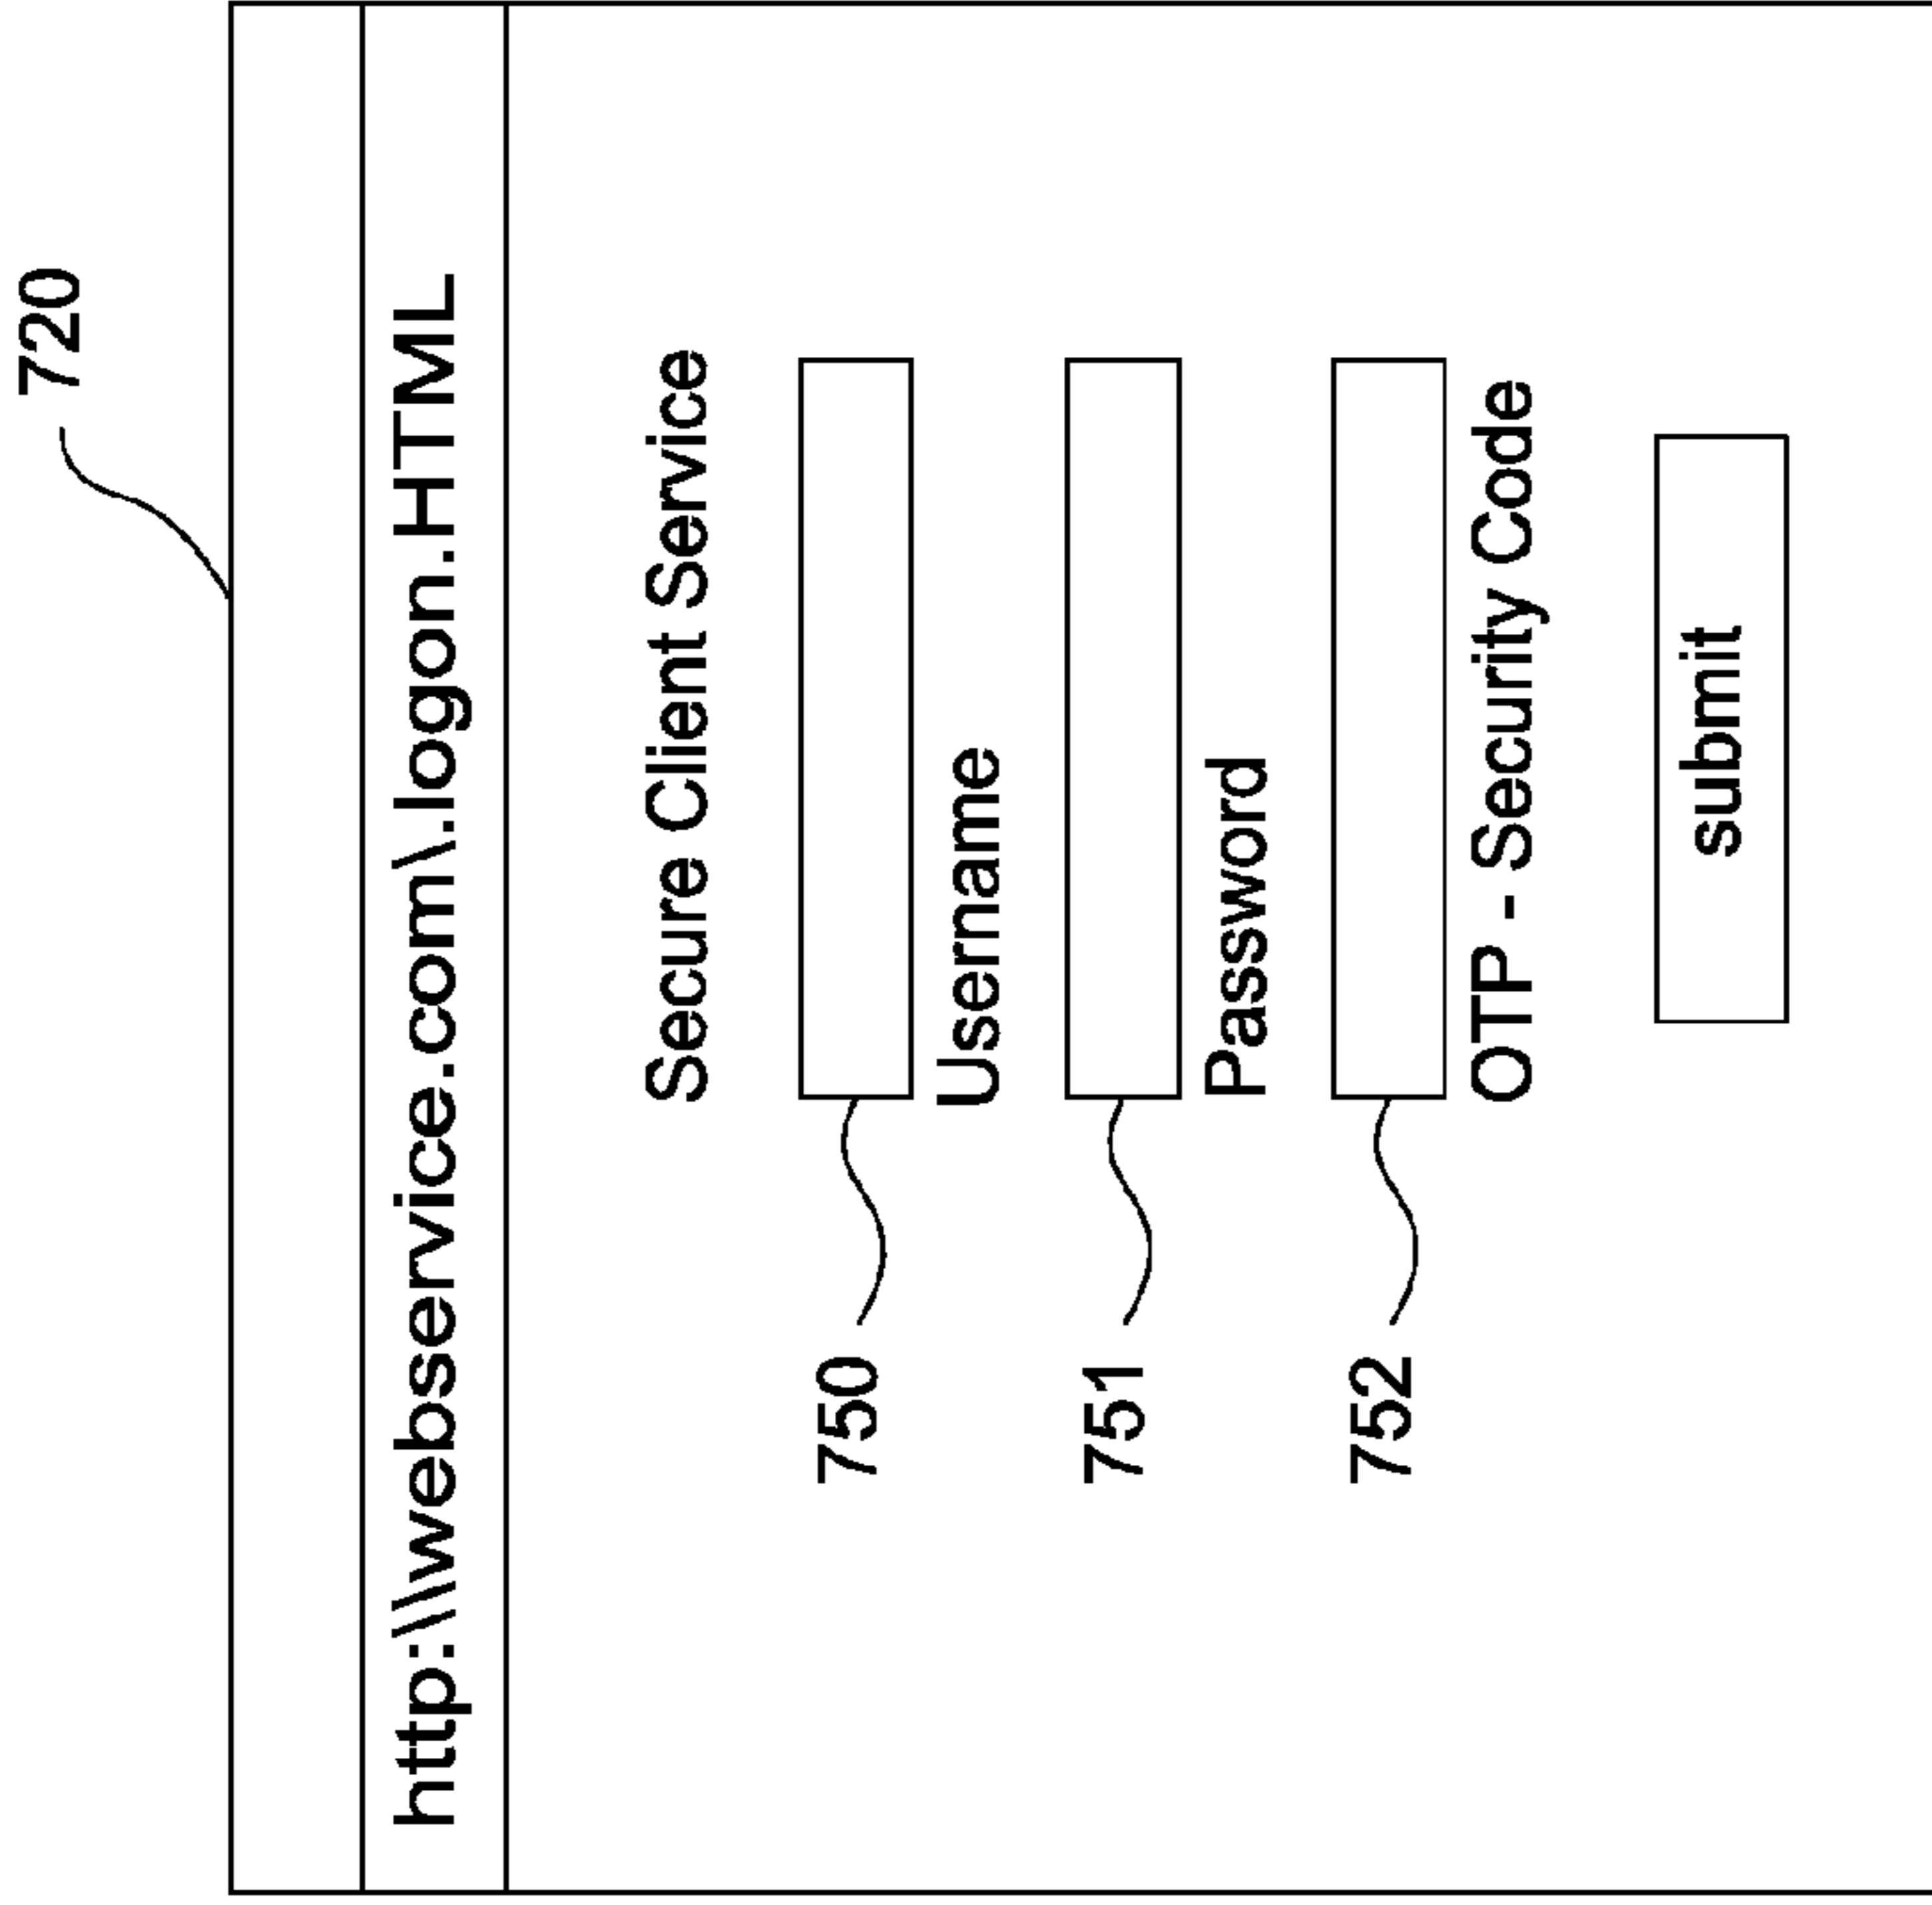 720
http:\\webservice.com\.logon.HTML
Secure Client Service
750
Username
751
Password
752
OTP - Security Code
submit